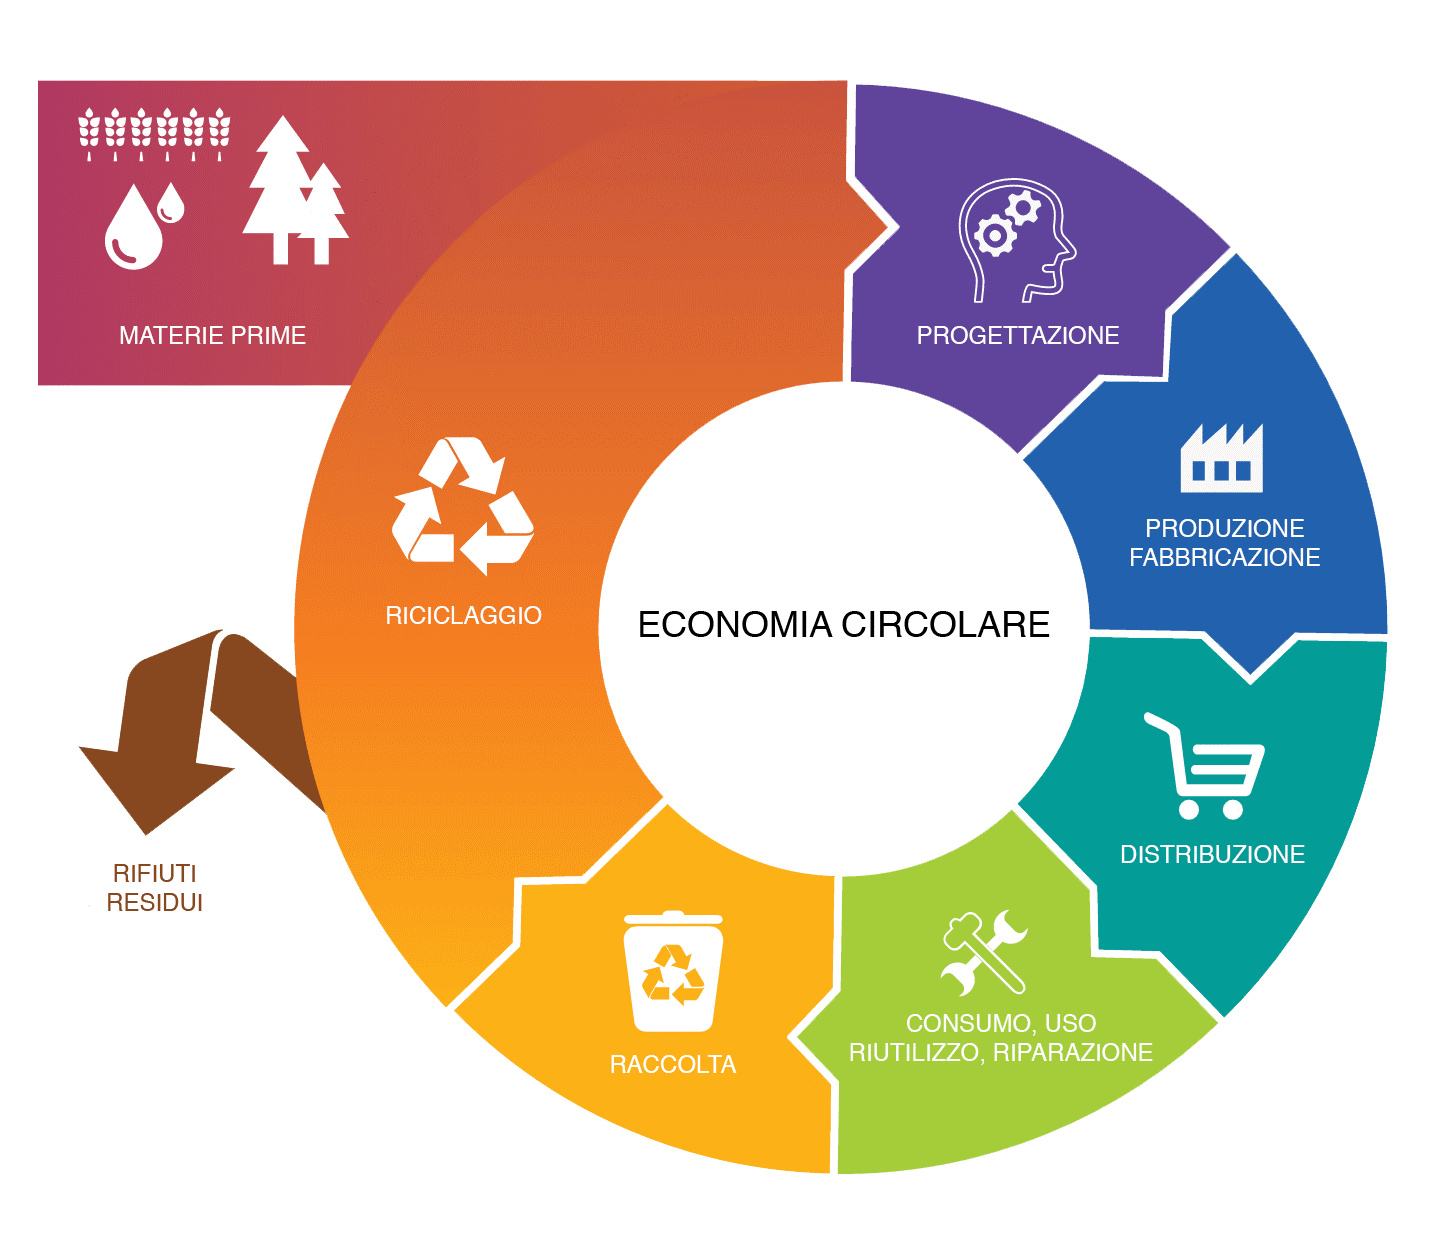 MATERIE PRIME
PROGETTAZIONE
PRODUZIONE
FABBRICAZIONE
RICICLAGGIO
ECONOMIA CIRCOLARE
DISTRIBUZIONE
RIFIUTI
RESIDUI
CONSUMO, USO
RIUTILIZZO, RIPARAZIONE
RACCOLTA